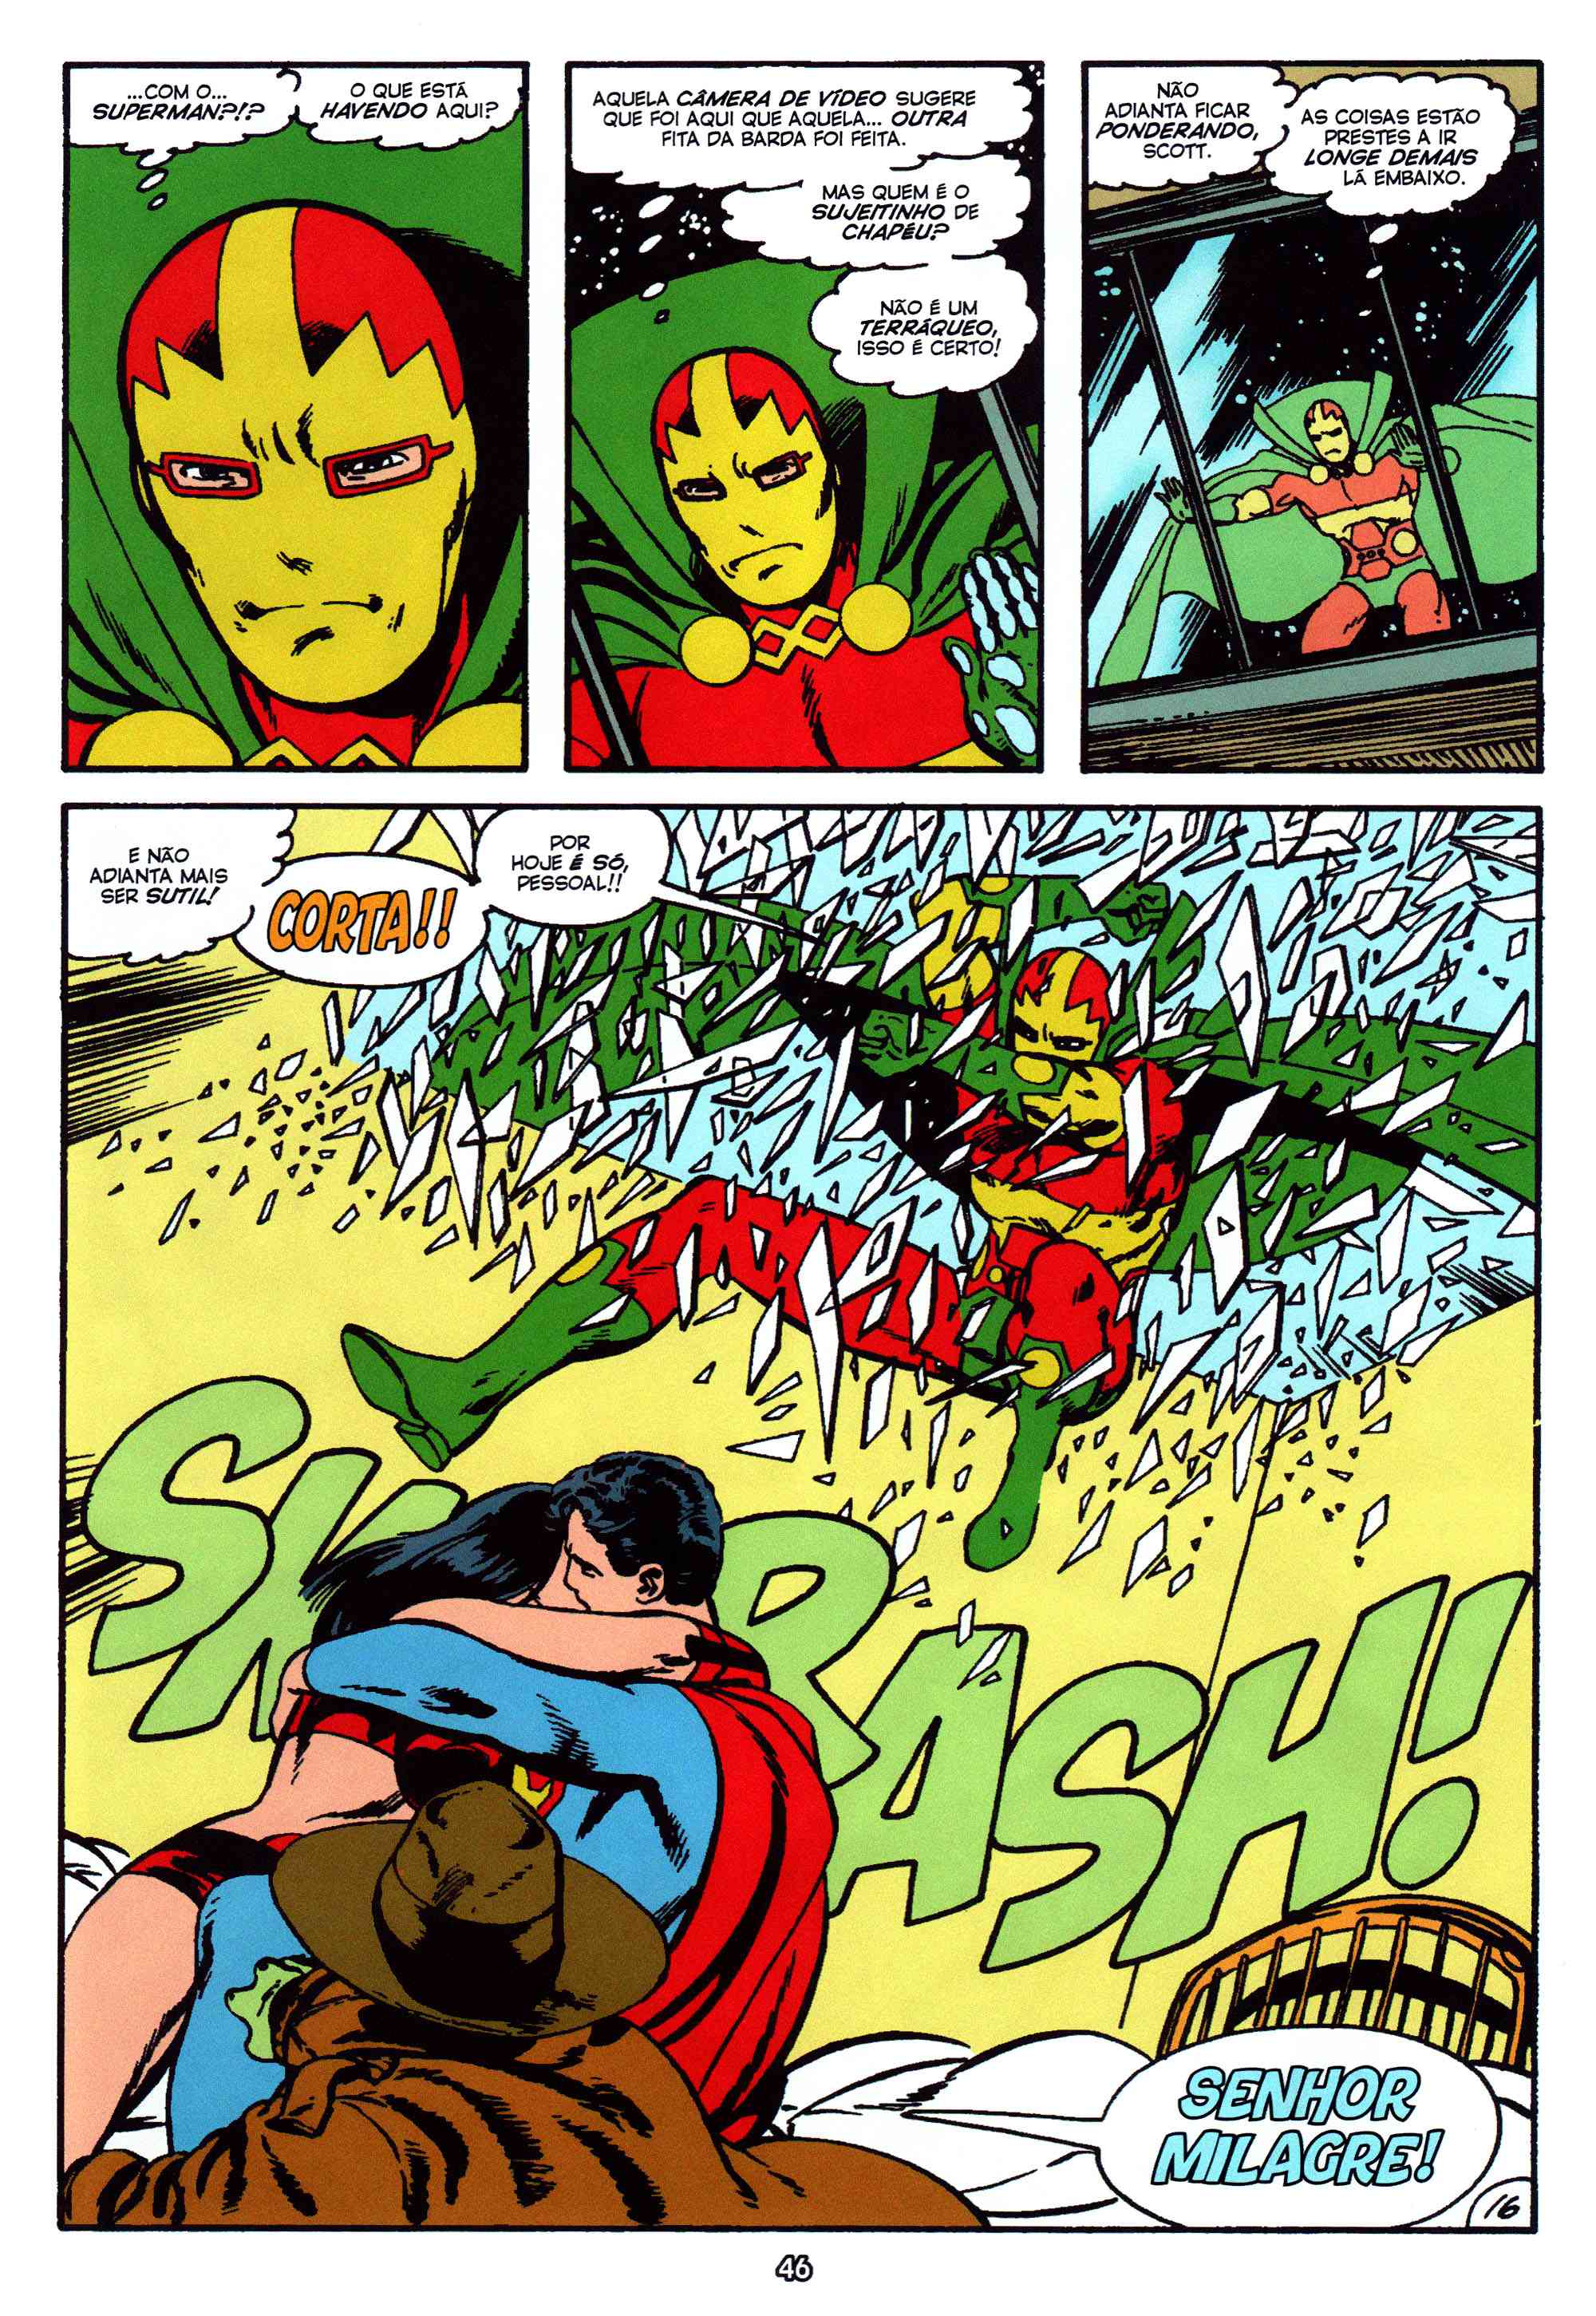 ...COM O...
SUPERMAN?!?
O QUE ESTÁ
HAVENDO AQUI?
AQUELA CÂMERA DE VÍDEO SUGERE
QUE FOI AQUI QUE AQUELA... OUTRA
FITA DA BARDA FOI FEITA.
MAS QUEM É O
SUJEITINHO DE
CHAPÉU?
NÃO É UM
TERRÁQUEO,
ISSO É CERTO!
NÃO
ADIANTA FICAR
PONDERANDO,
SCOTT.
AS COISAS ESTÃO
PRESTES A IR
LONGE DEMAIS
LÁ EMBAIXO.
E NÃO
ADIANTA MAIS
SER SUTIL!
CORTA!!
POR
HOJE É SÓ,
PESSOAL!!
SKRASH!
SENHOR
MILAGRE!
16
46